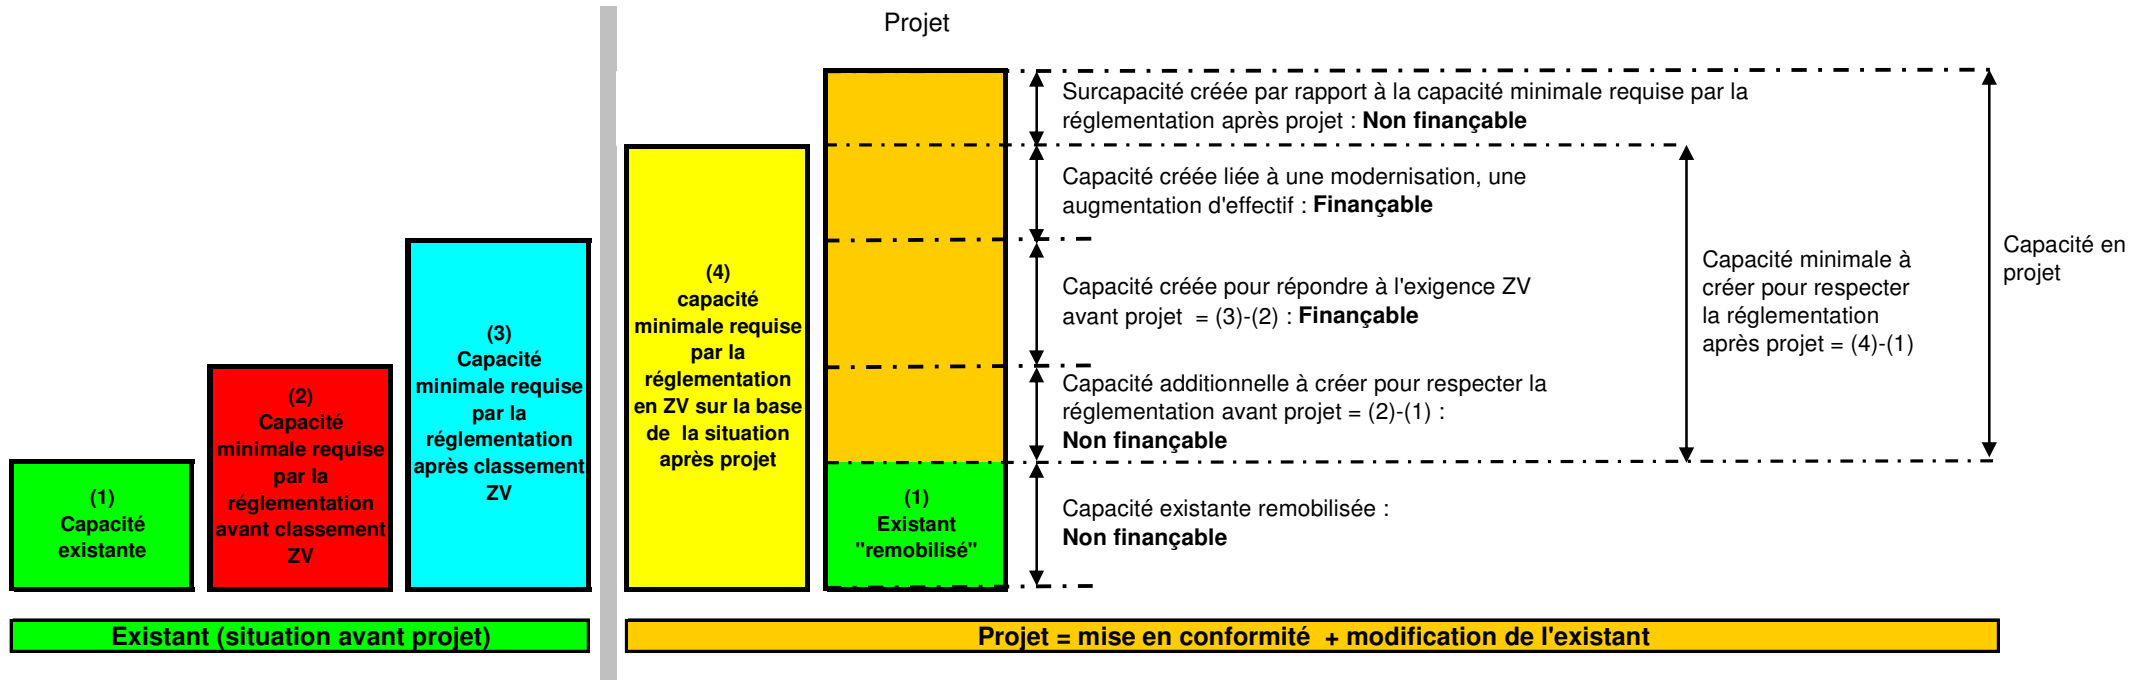 Projet
Surcapacité créée par rapport à la capacité minimale requise par la
réglementation après projet : Non finançable
Capacité créée liée à une modernisation, une
augmentation d'effectif : Finançable
Capacité créée pour répondre à l'exigence ZV
avant projet = (3)-(2) : Finançable
Capacité additionnelle à créer pour respecter la
réglementation avant projet = (2)-(1) :
Non finançable
Capacité existante remobilisée :
Non finançable
Capacité minimale à
créer pour respecter
la réglementation
après projet = (4)-(1)
Capacité en
projet
(1)
Capacité
existante
(2)
Capacité
minimale requise
par la
réglementation
avant classement
ZV
(3)
Capacité
minimale requise
par la
réglementation
après classement
ZV
(4)
capacité
minimale requise
par la
réglementation
en ZV sur la base
de la situation
après projet
(1)
Existant
"remobilisé"
Existant (situation avant projet)
Projet = mise en conformité + modification de l'existant